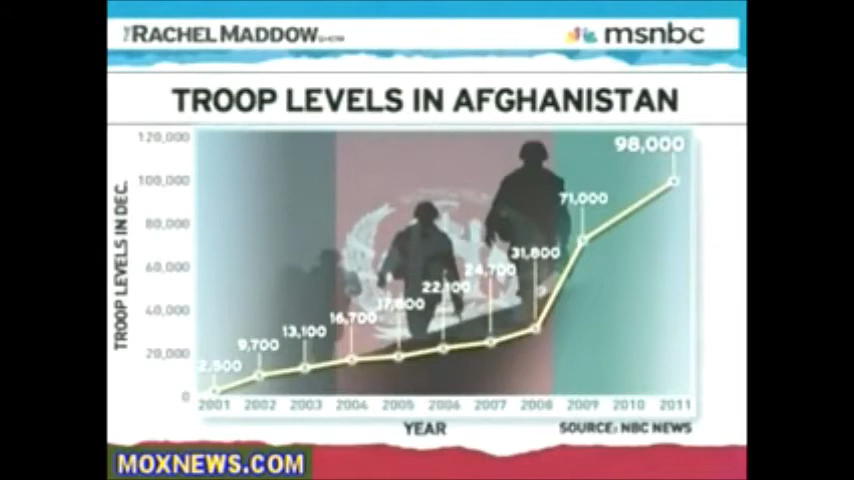 THE RACHEL MADDOW SHOW
msnbc
TROOP LEVELS IN AFGHANISTAN
TROOP LEVELS IN DEC.
120,000
100,000
80,000
60,000
40,000
20,000
0
2,500
9,700
13,100
16,700
17,800
22,100
24,700
31,800
71,000
98,000
2001 2002 2003 2004 2005 2006 2007 2008 2009 2010 2011
YEAR
SOURCE: NBC NEWS
MOXNEWS.COM